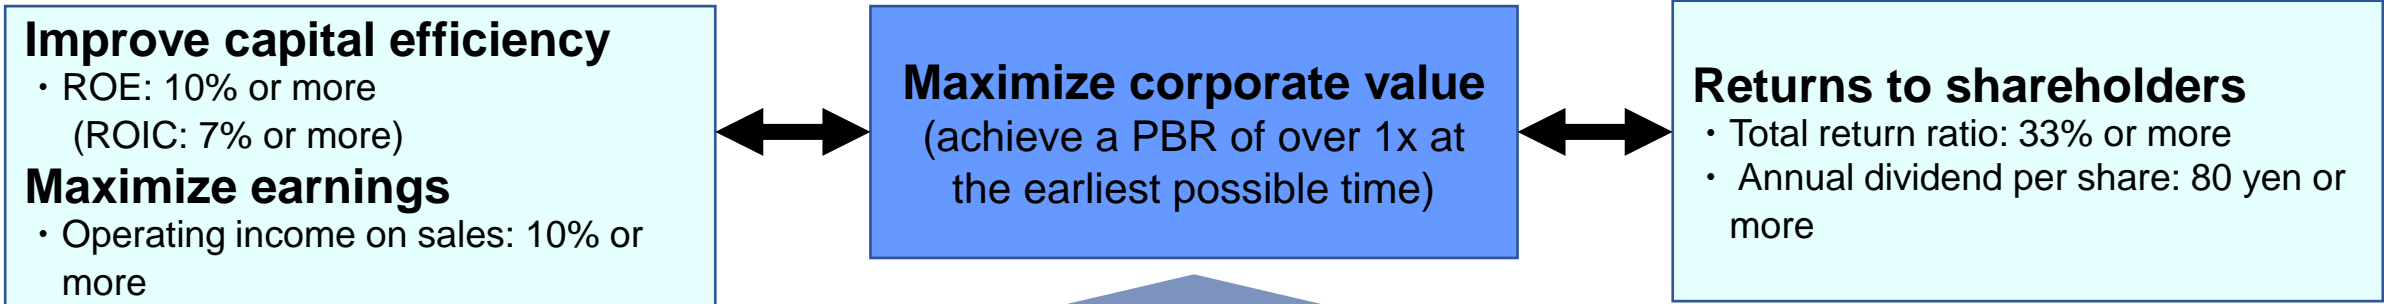 Improve capital efficiency
・ROE: 10% or more
(ROIC: 7% or more)
Maximize earnings
・Operating income on sales: 10% or
more
Maximize corporate value
(achieve a PBR of over 1x at
the earliest possible time)
Returns to shareholders
・Total return ratio: 33% or more
・ Annual dividend per share: 80 yen or
more